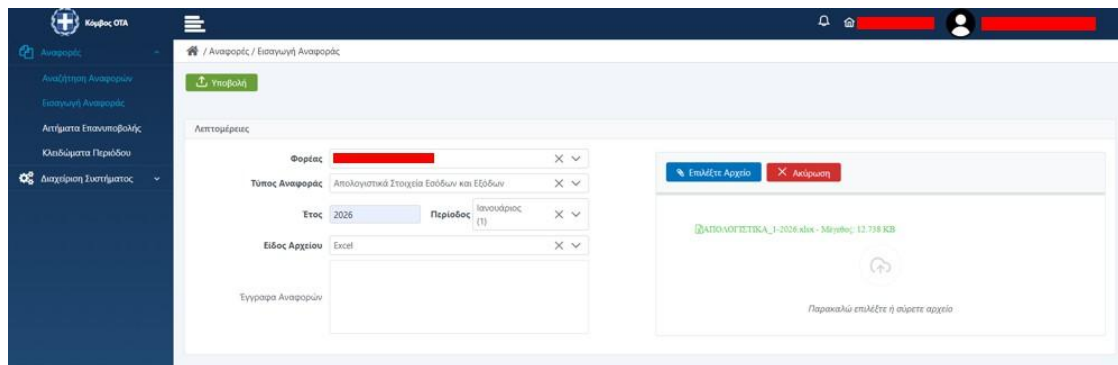 Κόμβος ΟΤΑ
Αναφορές
/ Αναφορές / Εισαγωγή Αναφοράς
Αναζήτηση Αναφορών
Υποβολή
Εισαγωγή Αναφοράς
Αιτήματα Επανυποβολής
Λεπτομέρειες
Κλειδώματα Περιόδου
Διαχείριση Συστήματος
Φορέας
Τύπος Αναφοράς Απολογιστικά Στοιχεία Εσόδων και Εξόδων
Έτος 2026 Περίοδος Ιανουάριος
(1)
Είδος Αρχείου Excel
Έγγραφα Αναφορών
Επιλέξτε Αρχείο Ακύρωση
ΑΠΟΛΟΓΙΣΤΙΚΑ_1-2026.xlsx - Μέγεθος: 12.738 KB
Παρακαλώ επιλέξτε ή σύρετε αρχείο